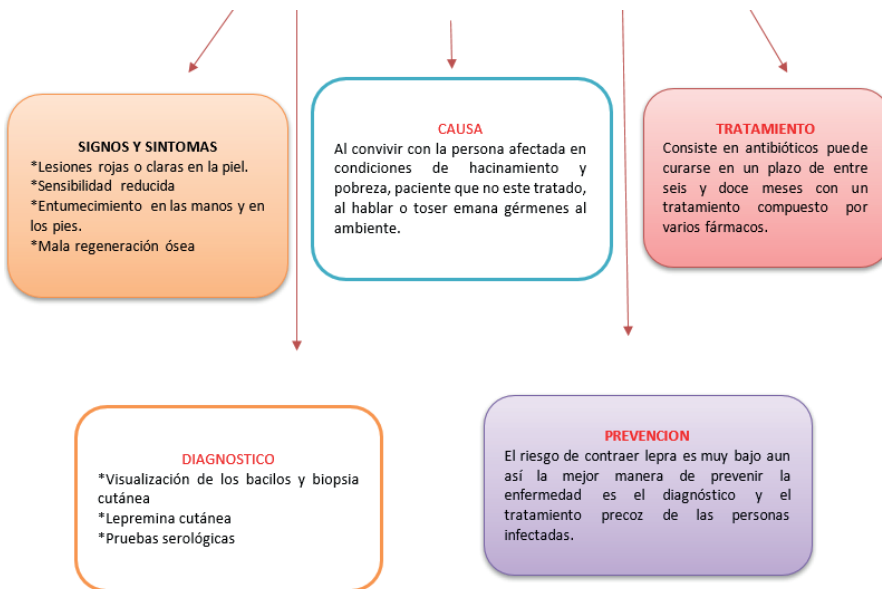 SIGNOS Y SINTOMAS
*Lesiones rojas o claras en la piel.
*Sensibilidad reducida
*Entumecimiento en las manos y en
los pies.
*Mala regeneración ósea
CAUSA
Al convivir con la persona afectada en
condiciones de hacinamiento y
pobreza, paciente que no este tratado,
al hablar o toser emana gérmenes al
ambiente.
TRATAMIENTO
Consiste en antibióticos puede
curarse en un plazo de entre
seis y doce meses con un
tratamiento compuesto por
varios fármacos.
DIAGNOSTICO
*Visualización de los bacilos y biopsia
cutánea
*Lepremina cutánea
*Pruebas serológicas
PREVENCION
El riesgo de contraer lepra es muy bajo aun
así la mejor manera de prevenir la
enfermedad es el diagnóstico y el
tratamiento precoz de las personas
infectadas.